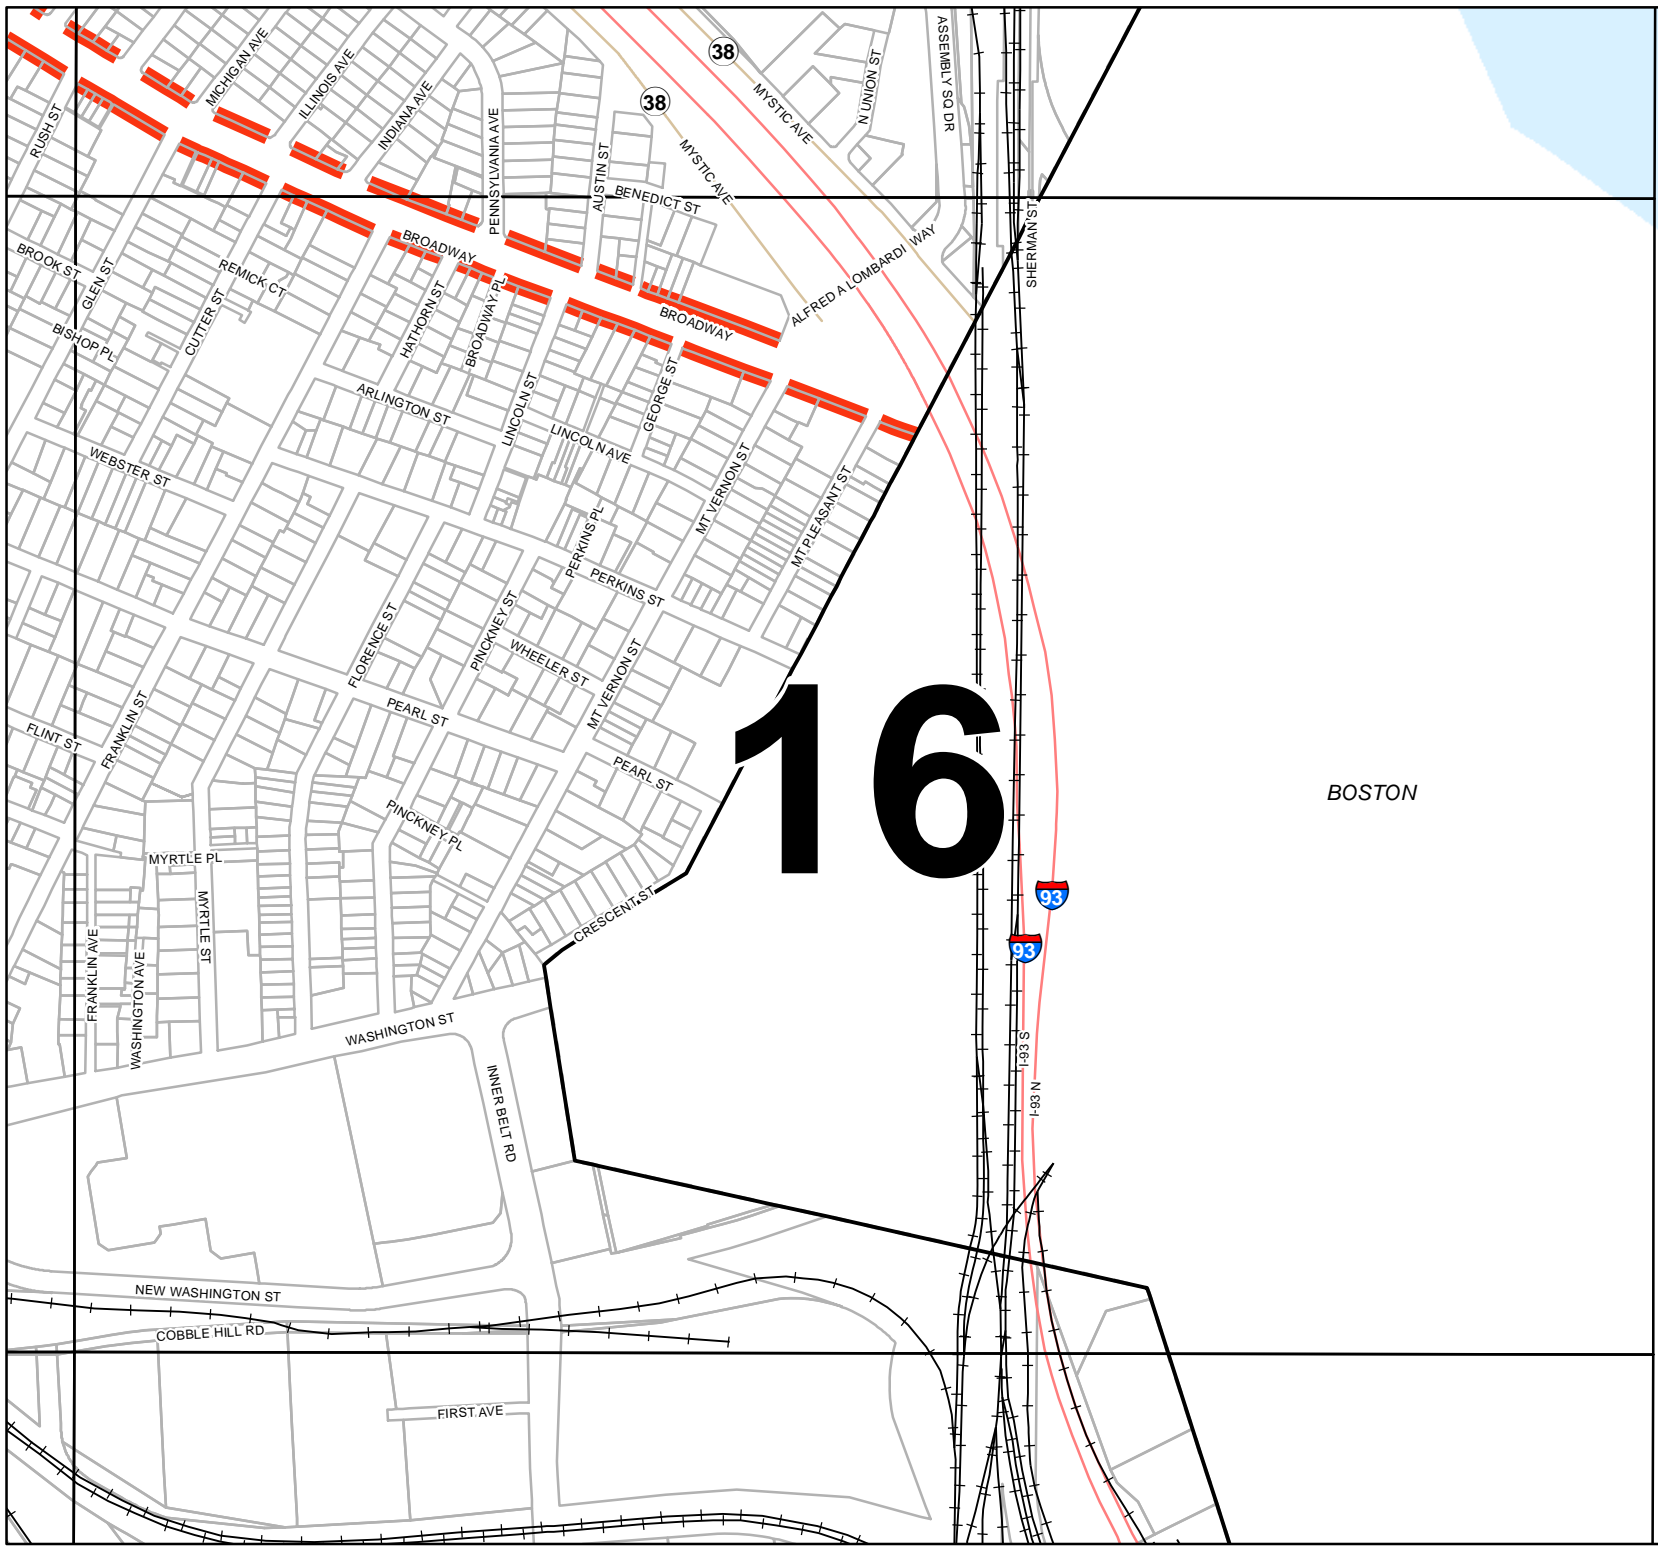 MICHIGAN AVE
ILLINOIS AVE
INDIANA AVE
38
38
MYSTIC AVE
N UNION ST
ASSEMBLY SQ DR
RUSH ST
PENNSYLVANIA AVE
AUSTIN ST
BENEDICT ST
MYSTIC AVE
SHERMAN ST
BROADWAY
BROOK ST
GLEN ST
REMICK CT
CUTTER ST
HATHORN ST
BROADWAY PL
ALFRED A LOMBARDI WAY
BROADWAY
BISHOP PL
ARLINGTON ST
LINCOLN ST
GEORGE ST
LINCOLN AVE
WEBSTER ST
MT VERNON ST
MT PLEASANT ST
PERKINS PL
PERKINS ST
FLORENCE ST
PINCKNEY ST
WHEELER ST
MT VERNON ST
FRANKLIN ST
FLINT ST
PEARL ST
PEARL ST
16
BOSTON
PINCKNEY PL
MYRTLE PL
MYRTLE ST
FRANKLIN AVE
WASHINGTON AVE
CRESCENT ST
93
93
WASHINGTON ST
INNER BELT RD
I-93 S
I-93 N
NEW WASHINGTON ST
COBBLE HILL RD
FIRST AVE